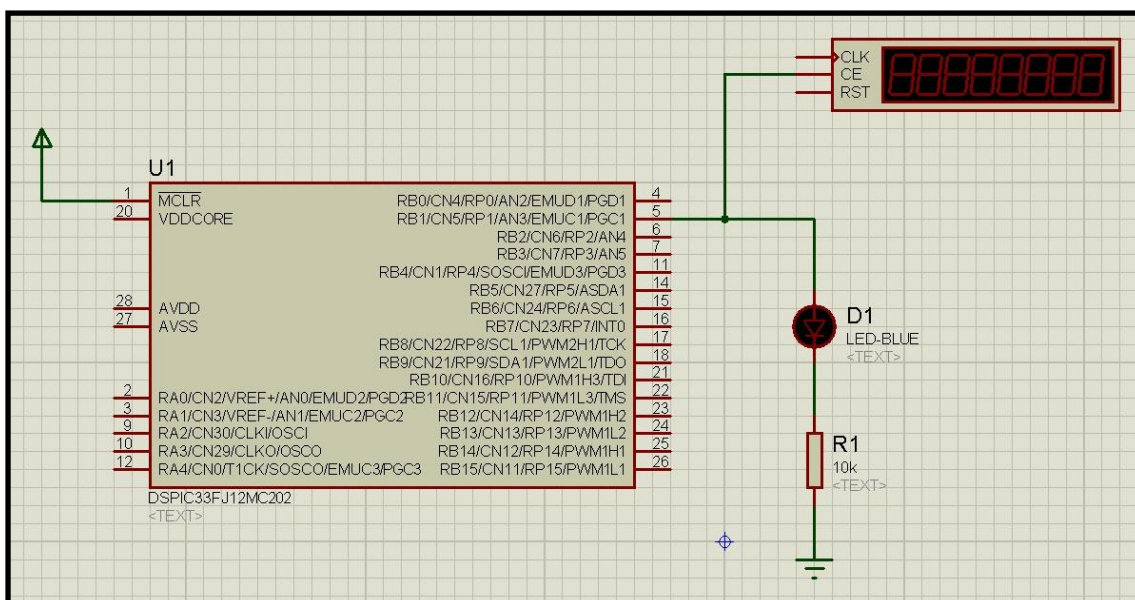 CLK
CE
RST
U1
1
MCLR
20
VDDCORE
28
AVDD
27
AVSS
2
RA0/CN2/VREF+/AN0/EMUD2/PGD2
3
RA1/CN3/VREF-/AN1/EMUC2/PGC2
9
RA2/CN30/CLKI/OSCI
10
RA3/CN29/CLKO/OSCO
12
RA4/CN0/T1CK/SOSCO/EMUC3/PGC3
RB0/CN4/RP0/AN2/EMUD1/PGD1
4
RB1/CN5/RP1/AN3/EMUC1/PGC1
5
RB2/CN6/RP2/AN4
6
RB3/CN7/RP3/AN5
7
RB4/CN1/RP4/SOSCI/EMUD3/PGD3
11
RB5/CN27/RP5/ASDA1
14
RB6/CN24/RP6/ASCL1
15
RB7/CN23/RP7/INT0
16
RB8/CN22/RP8/SCL1/PWM2H1/TCK
17
RB9/CN21/RP9/SDA1/PWM2L1/TDO
18
RB10/CN16/RP10/PWM1H3/TDI
21
RB11/CN15/RP11/PWM1L3/TMS
22
RB12/CN14/RP12/PWM1H2
23
RB13/CN13/RP13/PWM1L2
24
RB14/CN12/RP14/PWM1H1
25
RB15/CN11/RP15/PWM1L1
26
DSPIC33FJ12MC202
<TEXT>
D1
LED-BLUE
<TEXT>
R1
10k
<TEXT>